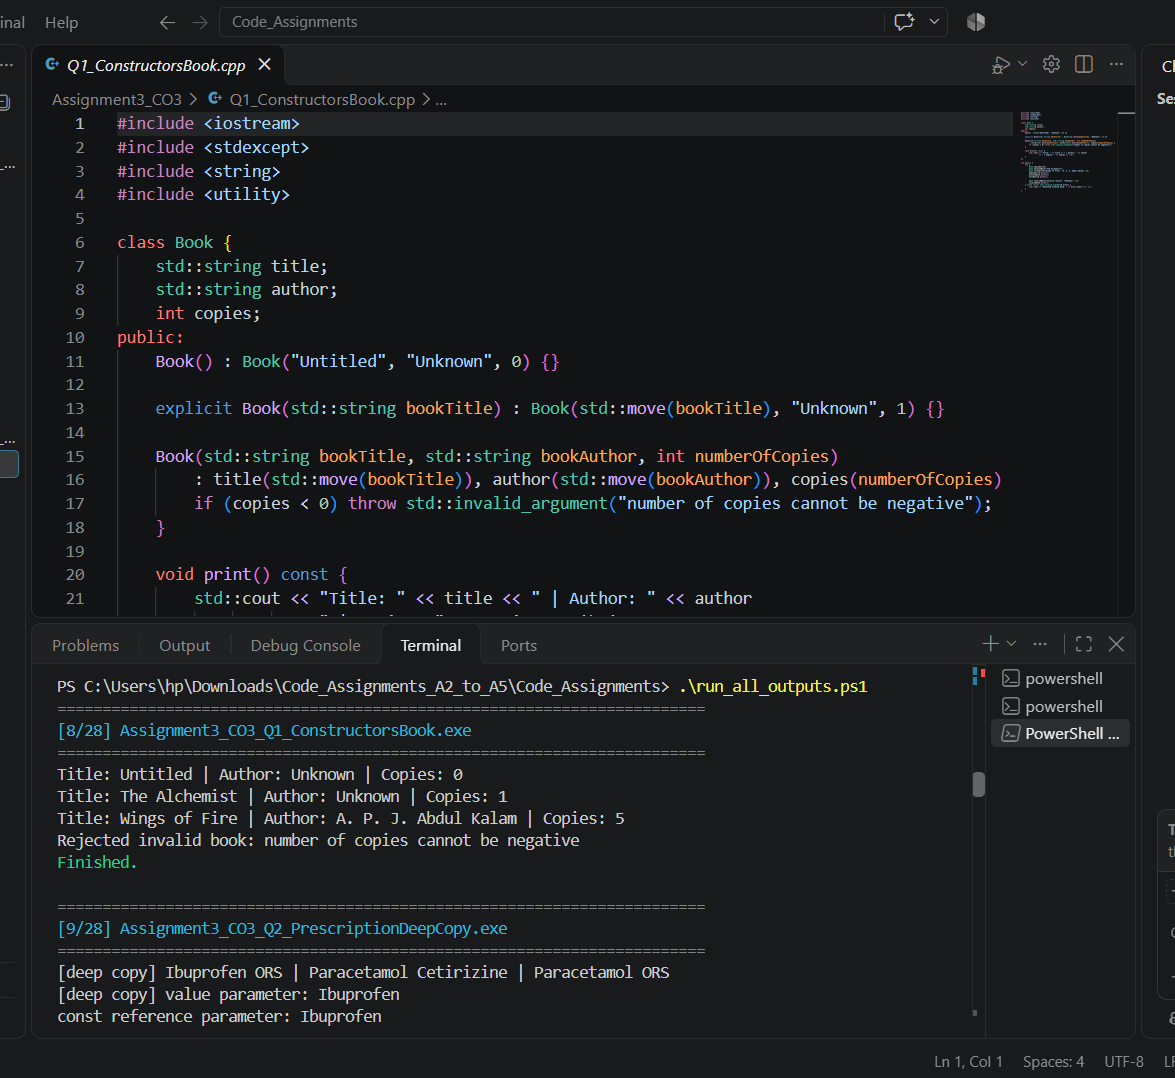 inal Help Code_Assignments
Q1_ConstructorsBook.cpp
Assignment3_CO3 > Q1_ConstructorsBook.cpp > ...
1 #include <iostream>
2 #include <stdexcept>
3 #include <string>
4 #include <utility>
5
6 class Book {
7 std::string title;
8 std::string author;
9 int copies;
10 public:
11 Book() : Book("Untitled", "Unknown", 0) {}
12
13 explicit Book(std::string bookTitle) : Book(std::move(bookTitle), "Unknown", 1) {}
14
15 Book(std::string bookTitle, std::string bookAuthor, int numberOfCopies)
16 : title(std::move(bookTitle)), author(std::move(bookAuthor)), copies(numberOfCopies)
17 if (copies < 0) throw std::invalid_argument("number of copies cannot be negative");
18 }
19
20 void print() const {
21 std::cout << "Title: " << title << " | Author: " << author
Problems Output Debug Console Terminal Ports
PS C:\Users\hp\Downloads\Code_Assignments_A2_to_A5\Code_Assignments> .\run_all_outputs.ps1
========================================================================
[8/28] Assignment3_CO3_Q1_ConstructorsBook.exe
========================================================================
Title: Untitled | Author: Unknown | Copies: 0
Title: The Alchemist | Author: Unknown | Copies: 1
Title: Wings of Fire | Author: A. P. J. Abdul Kalam | Copies: 5
Rejected invalid book: number of copies cannot be negative
Finished.
========================================================================
[9/28] Assignment3_CO3_Q2_PrescriptionDeepCopy.exe
========================================================================
[deep copy] Ibuprofen ORS | Paracetamol Cetirizine | Paracetamol ORS
[deep copy] value parameter: Ibuprofen
const reference parameter: Ibuprofen
powershell
powershell
PowerShell ...
Ln 1, Col 1 Spaces: 4 UTF-8